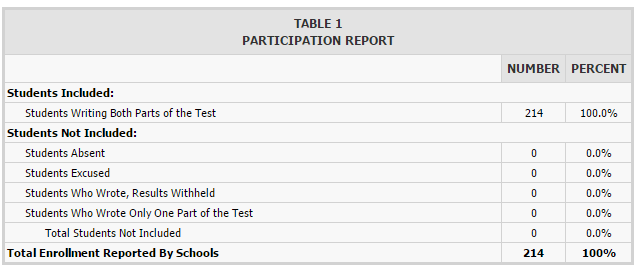 TABLE 1
PARTICIPATION REPORT
NUMBER PERCENT
Students Included:
Students Writing Both Parts of the Test 214 100.0%
Students Not Included:
Students Absent 0 0.0%
Students Excused 0 0.0%
Students Who Wrote, Results Withheld 0 0.0%
Students Who Wrote Only One Part of the Test 0 0.0%
Total Students Not Included 0 0.0%
Total Enrollment Reported By Schools 214 100%